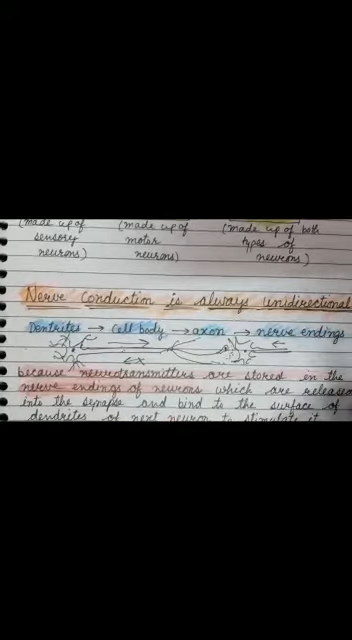 (made up of (made up of (made up of both
sensory motor types of
neurons) neurons) neurons)
Nerve Conduction is always unidirectional
Dentrites → cell body → axon → nerve endings
because neurotransmitters are stored in the
nerve endings of neurons which are released
into the synapse and bind to the surface of
dendrites of next neuron to stimulate it